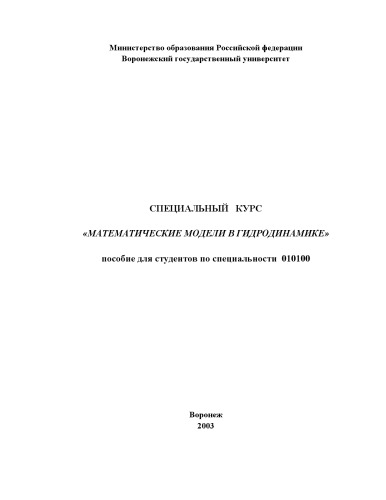 Министерство образования Российской федерации
Воронежский государственный университет
СПЕЦИАЛЬНЫЙ КУРС
«МАТЕМАТИЧЕСКИЕ МОДЕЛИ В ГИДРОДИНАМИКЕ»
пособие для студентов по специальности 010100
Воронеж
2003